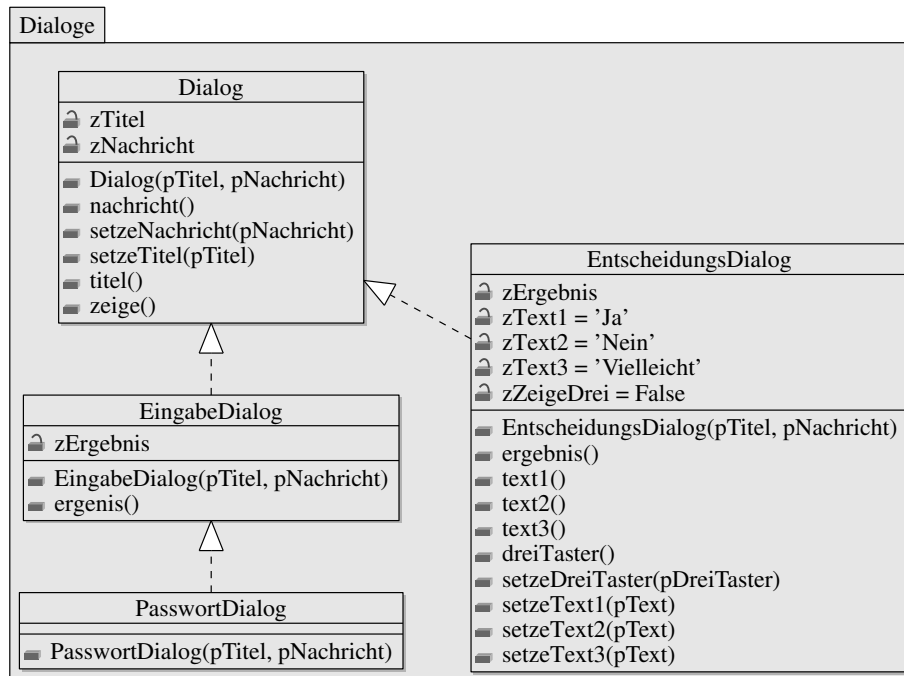 Dialoge
Dialog
zTitel
zNachricht
Dialog(pTitel, pNachricht)
nachricht()
setzeNachricht(pNachricht)
setzeTitel(pTitel)
titel()
zeige()
EingabeDialog
zErgebnis
EingabeDialog(pTitel, pNachricht)
ergenis()
PasswortDialog
PasswortDialog(pTitel, pNachricht)
EntscheidungsDialog
zErgebnis
zText1 = 'Ja'
zText2 = 'Nein'
zText3 = 'Vielleicht'
zZeigeDrei = False
EntscheidungsDialog(pTitel, pNachricht)
ergebnis()
text1()
text2()
text3()
dreiTaster()
setzeDreiTaster(pDreiTaster)
setzeText1(pText)
setzeText2(pText)
setzeText3(pText)